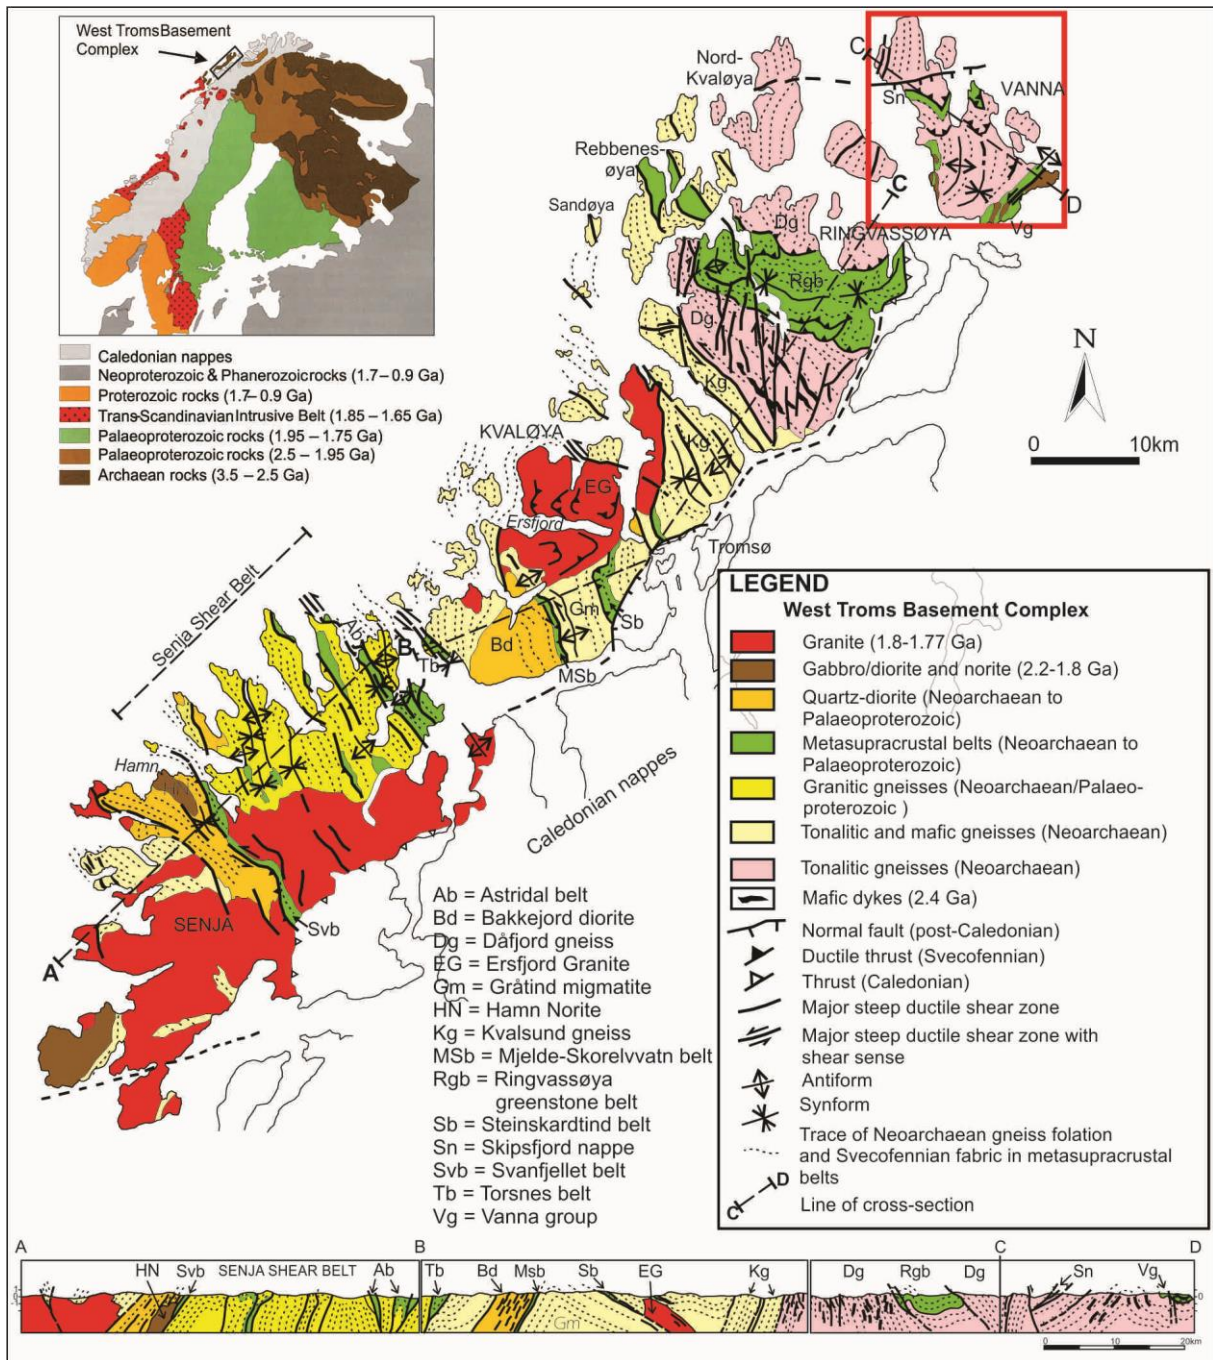 West Troms Basement
Complex
Caledonian nappes
Neoproterozoic & Phanerozoic rocks (1.7 – 0.9 Ga)
Proterozoic rocks (1.7– 0.9 Ga)
Trans-Scandinavian Intrusive Belt (1.85 – 1.65 Ga)
Palaeoproterozoic rocks (1.95 – 1.75 Ga)
Palaeoproterozoic rocks (2.5 – 1.95 Ga)
Archaean rocks (3.5 – 2.5 Ga)
Nord-
Kvaløya
C
Sn
VANNA
D
Vg
Rebbenes-
øya
Sandøya
C
Dg
RINGVASSØYA
Rgb
Dg
Kg
Kg
N
0 10km
KVALØYA
EG
Ersfjord
Tromsø
Gm
Sb
Bd
MSb
Senja Shear Belt
Ab
B
Tb
Hamn
Caledonian nappes
SENJA
Svb
A
Ab = Astridal belt
Bd = Bakkejord diorite
Dg = Dåfjord gneiss
EG = Ersfjord Granite
Gm = Gråtind migmatite
HN = Hamn Norite
Kg = Kvalsund gneiss
MSb = Mjelde-Skorelvvatn belt
Rgb = Ringvassøya
greenstone belt
Sb = Steinskardtind belt
Sn = Skipsfjord nappe
Svb = Svanfjellet belt
Tb = Torsnes belt
Vg = Vanna group
LEGEND
West Troms Basement Complex
Granite (1.8-1.77 Ga)
Gabbro/diorite and norite (2.2-1.8 Ga)
Quartz-diorite (Neoarchaean to
Palaeoproterozoic)
Metasupracrustal belts (Neoarchaean to
Palaeoproterozoic)
Granitic gneisses (Neoarchaean/Palaeo-
proterozoic )
Tonalitic and mafic gneisses (Neoarchaean)
Tonalitic gneisses (Neoarchaean)
Mafic dykes (2.4 Ga)
Normal fault (post-Caledonian)
Ductile thrust (Svecofennian)
Thrust (Caledonian)
Major steep ductile shear zone
Major steep ductile shear zone with
shear sense
Antiform
Synform
Trace of Neoarchaean gneiss folation
and Svecofennian fabric in metasupracrustal
belts
C D Line of cross-section
A B C D
HN Svb SENJA SHEAR BELT Ab Tb Bd Msb Sb EG Kg Dg Rgb Dg Sn Vg
Gm
0
0 10 20km